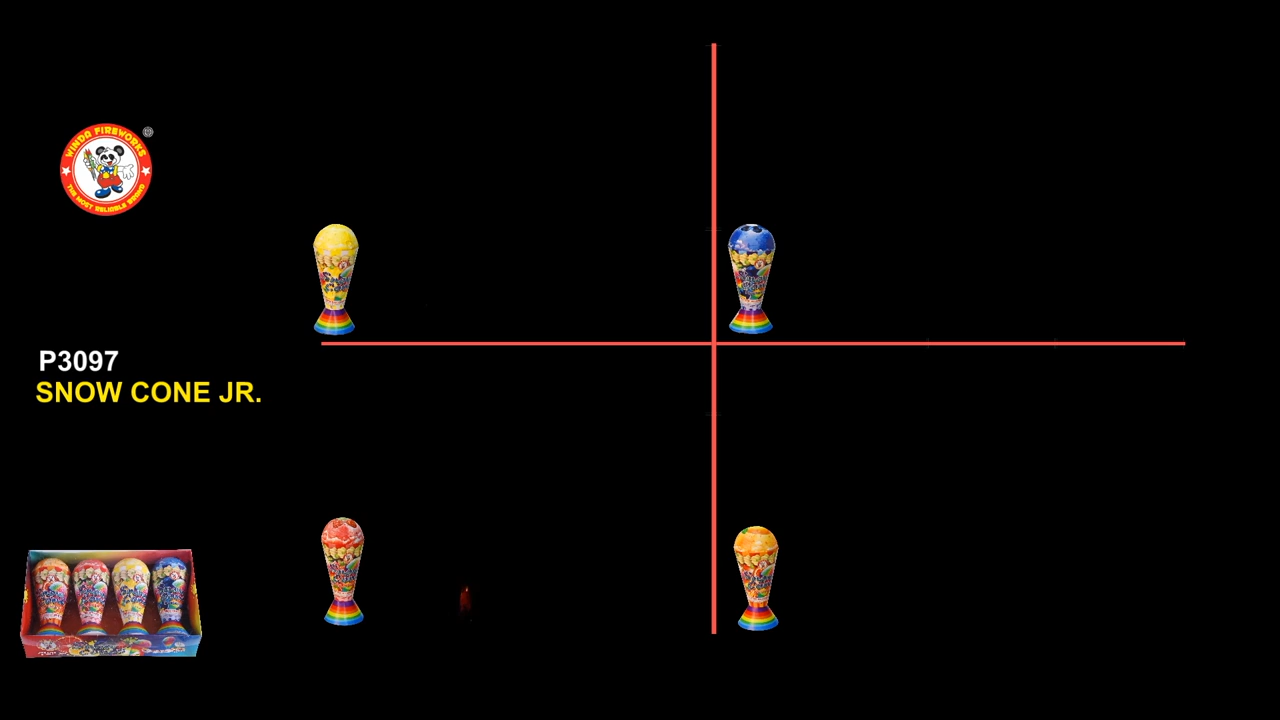 WINDA FIREWORKS
THE MOST RELIABLE BRAND
P3097
SNOW CONE JR.